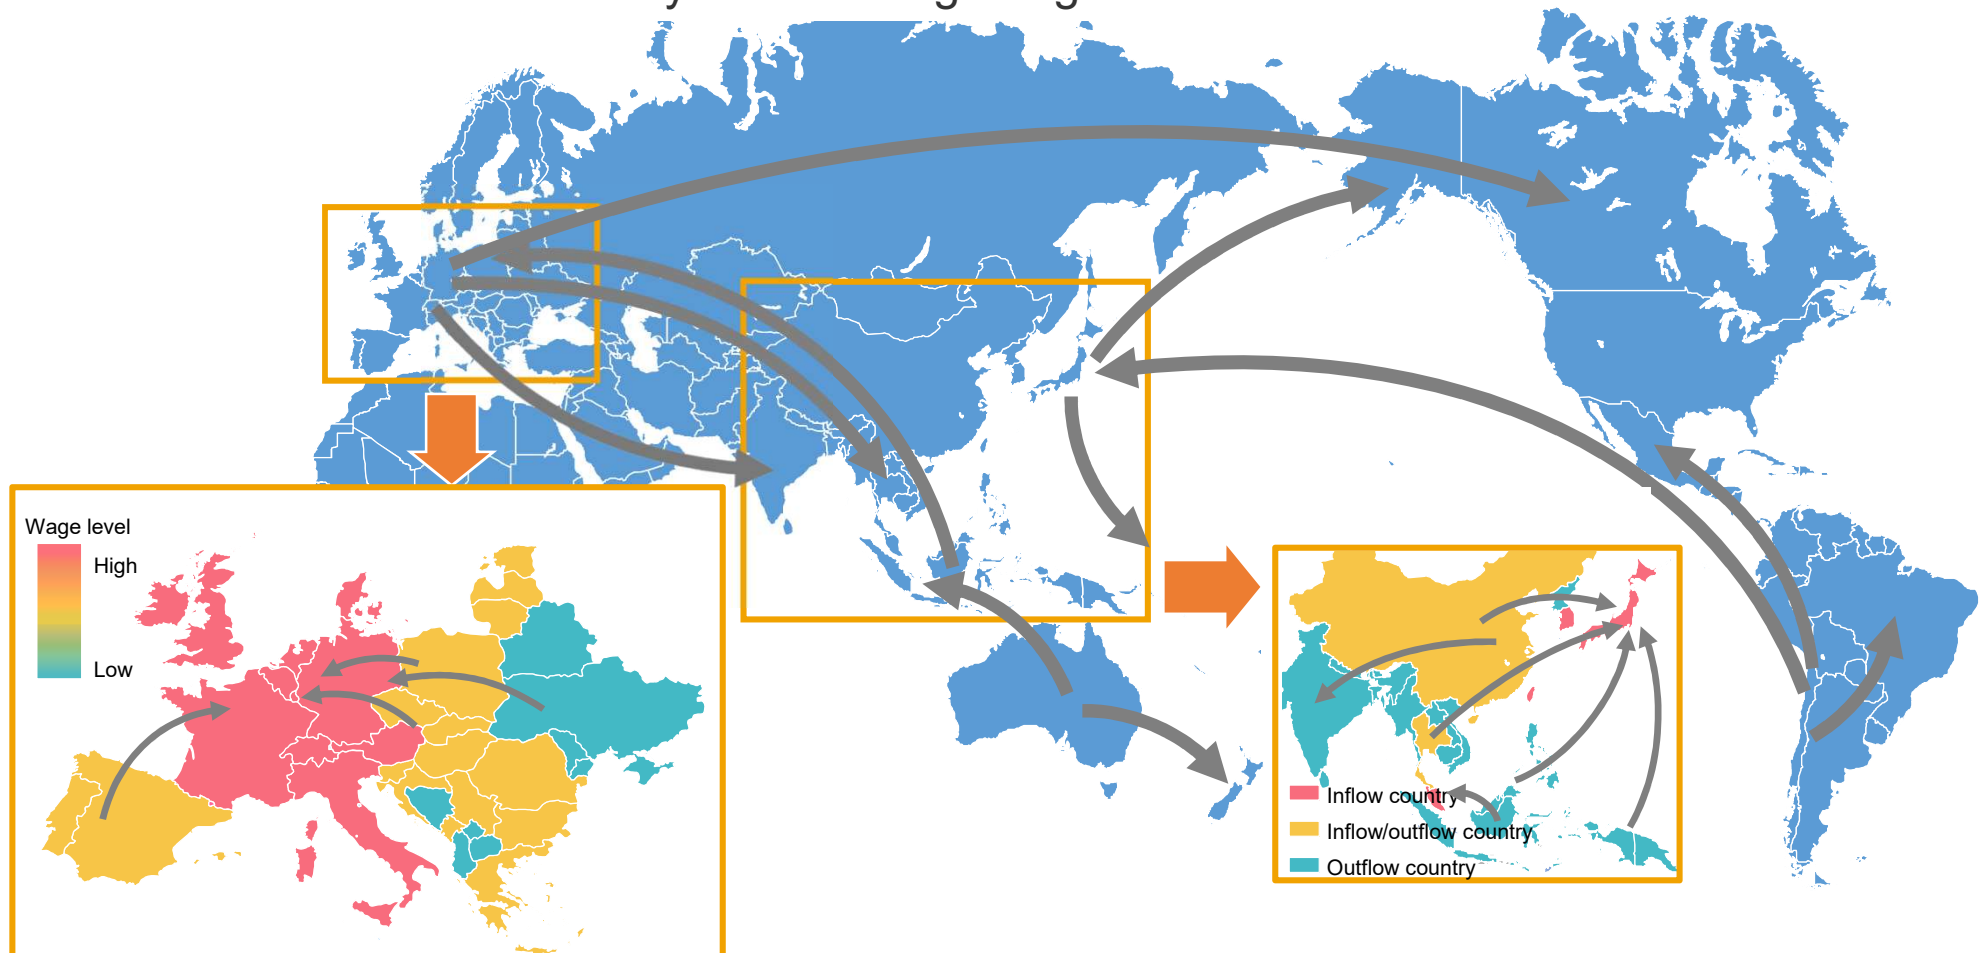 Wage level
High
Low
Inflow country
Inflow/outflow country
Outflow country